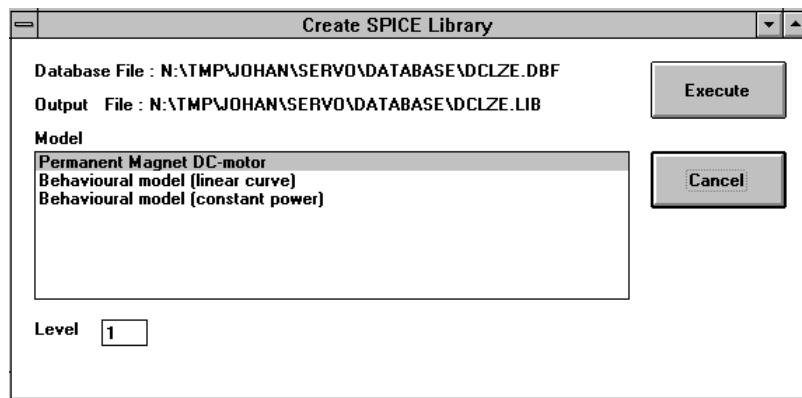 Create SPICE Library
Database File : N:\TMP\JOHAN\SERVO\DATABASE\DCLZE.DBF
Output File : N:\TMP\JOHAN\SERVO\DATABASE\DCLZE.LIB
Execute
Model
Permanent Magnet DC-motor
Behavioural model (linear curve)
Behavioural model (constant power)
Cancel
Level 1